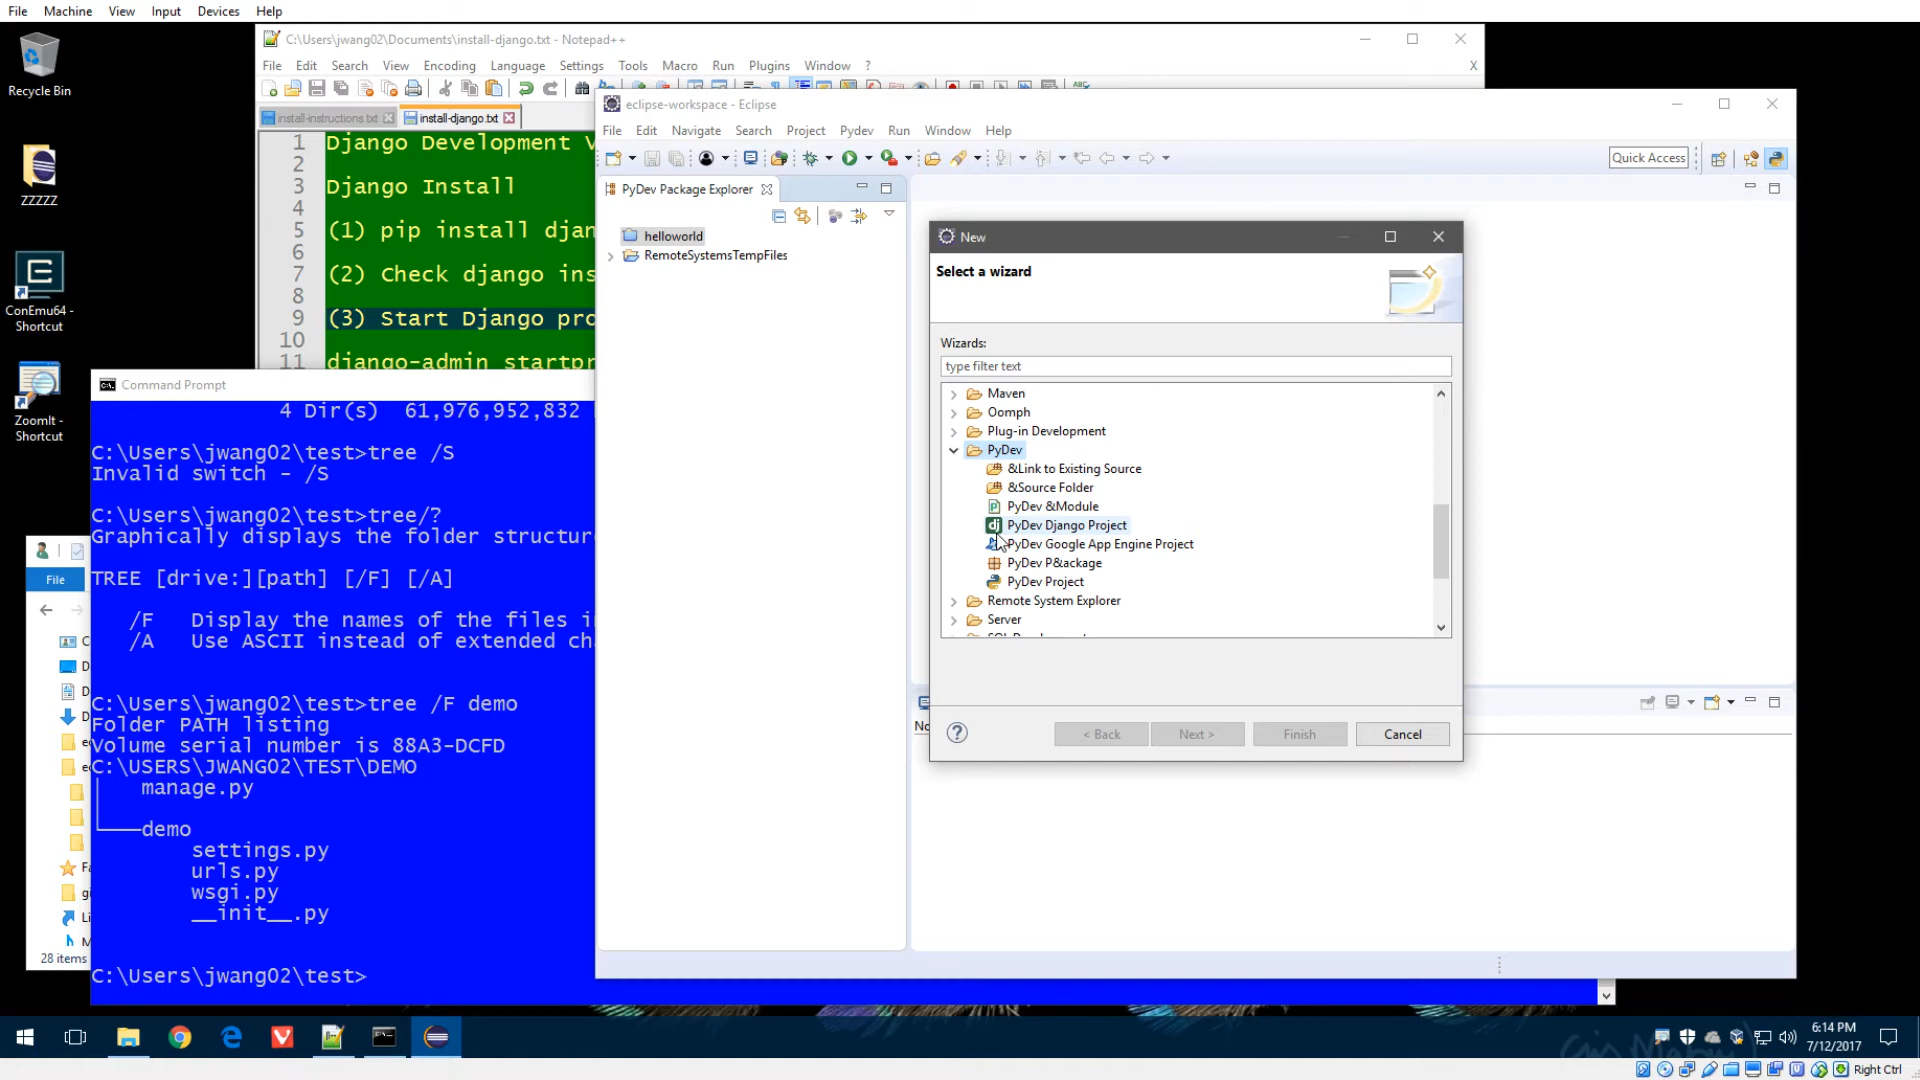 File Machine View Input Devices Help
Recycle Bin
ZZZZZ
ConEmu64 -
Shortcut
ZoomIt -
Shortcut
C:\Users\jwang02\Documents\install-django.txt - Notepad++
File Edit Search View Encoding Language Settings Tools Macro Run Plugins Window ? X
install-instructions.txt install-django.txt
1 Django Development V
2
3 Django Install
4
5 (1) pip install djan
6
7 (2) Check django ins
8
9 (3) Start Django pro
10
11 django-admin startpr
Command Prompt
4 Dir(s) 61,976,952,832
C:\Users\jwang02\test>tree /S
Invalid switch - /S
C:\Users\jwang02\test>tree/?
Graphically displays the folder structure
TREE [drive:][path] [/F] [/A]
/F Display the names of the files i
/A Use ASCII instead of extended ch
C:\Users\jwang02\test>tree /F demo
Folder PATH listing
Volume serial number is 88A3-DCFD
C:\USERS\JWANG02\TEST\DEMO
manage.py
demo
settings.py
urls.py
wsgi.py
__init__.py
C:\Users\jwang02\test>
File
28 items
eclipse-workspace - Eclipse
File Edit Navigate Search Project Pydev Run Window Help
Quick Access
PyDev Package Explorer
helloworld
RemoteSystemsTempFiles
New
Select a wizard
Wizards:
type filter text
Maven
Oomph
Plug-in Development
PyDev
&Link to Existing Source
&Source Folder
PyDev &Module
PyDev Django Project
PyDev Google App Engine Project
PyDev P&ackage
PyDev Project
Remote System Explorer
Server
< Back Next > Finish Cancel
6:14 PM
7/12/2017
Right Ctrl